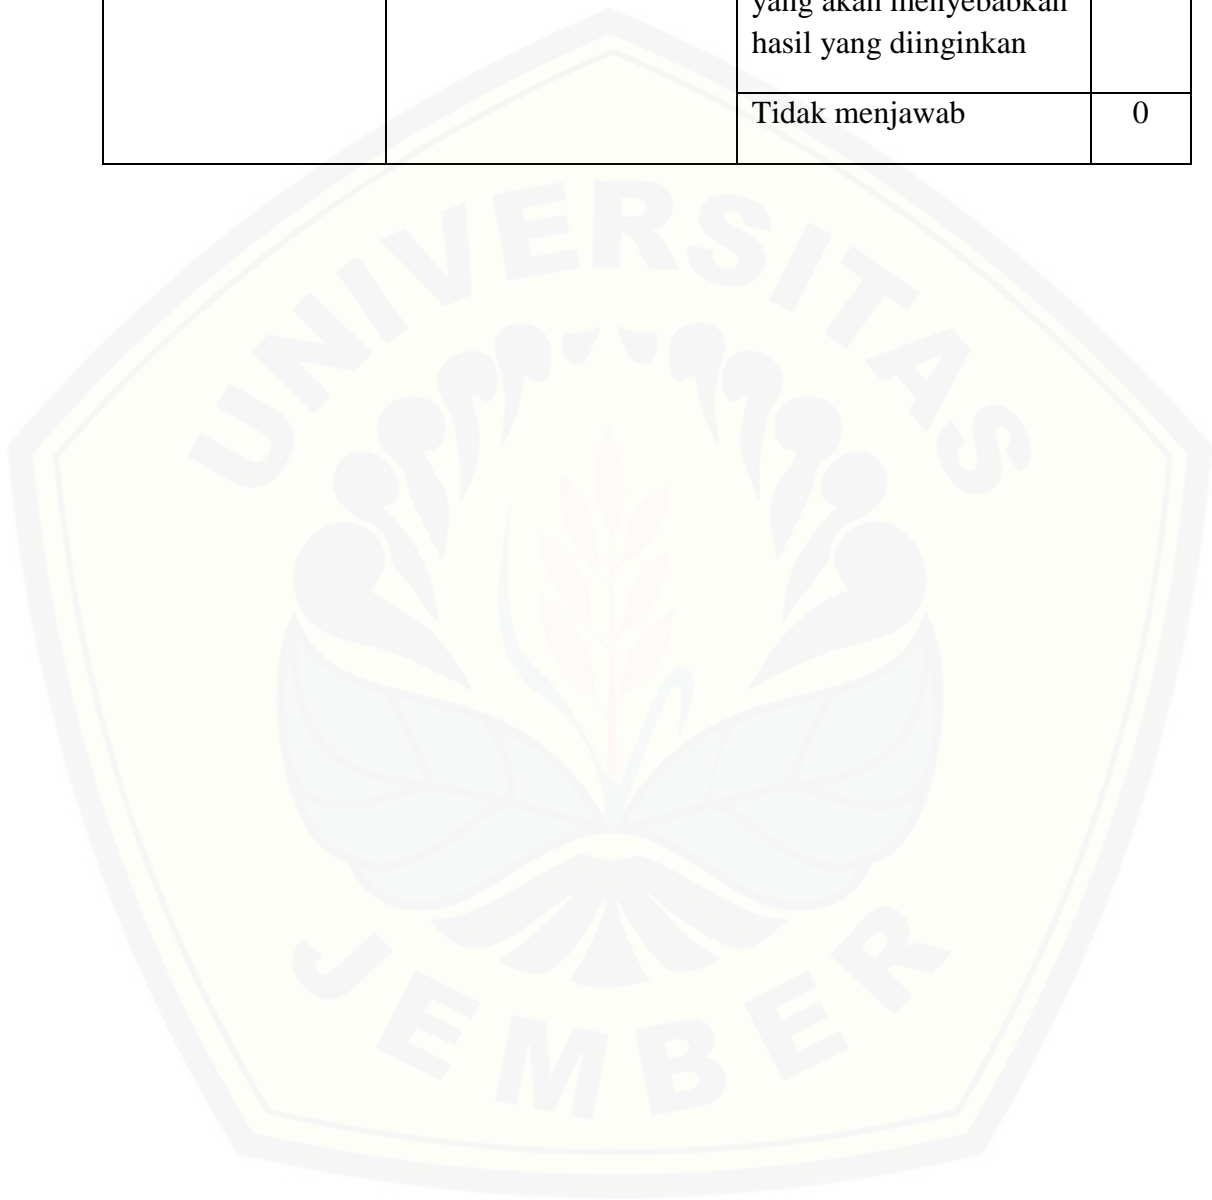 yang akan menyebabkan
hasil yang diinginkan
Tidak menjawab 0
UNIVERSITAS
JEMBER